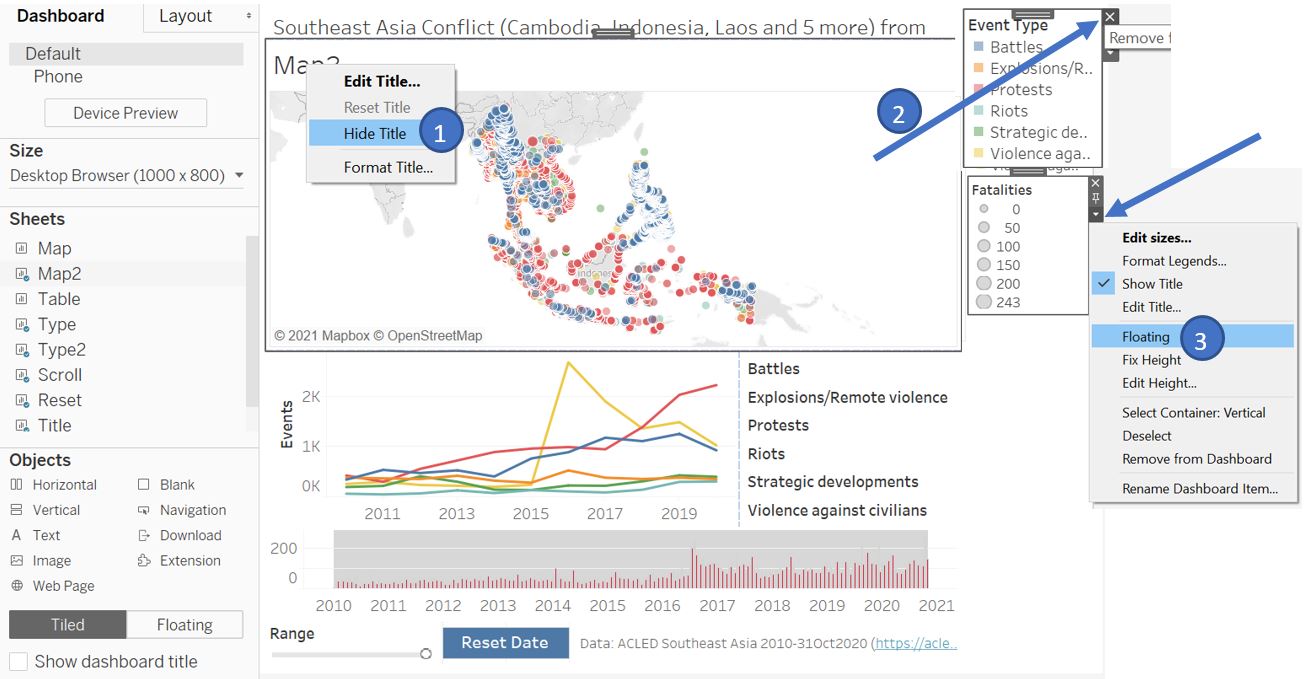 Dashboard
Layout
Default
Phone
Device Preview
Size
Desktop Browser (1000 x 800)
Sheets
Map
Map2
Table
Type
Type2
Scroll
Reset
Title
Objects
Horizontal
Blank
Vertical
Navigation
Text
Download
Image
Extension
Web Page
Tiled
Floating
Show dashboard title
Southeast Asia Conflict (Cambodia, Indonesia, Laos and 5 more) from
Map2
Edit Title...
Reset Title
Hide Title
1
Format Title...
© 2021 Mapbox © OpenStreetMap
Events
2K
1K
0K
2011 2013 2015 2017 2019
Battles
Explosions/Remote violence
Protests
Riots
Strategic developments
Violence against civilians
200
0
2010 2011 2012 2013 2014 2015 2016 2017 2018 2019 2020 2021
Range
Reset Date
Data: ACLED Southeast Asia 2010-31Oct2020 (https://acle..
2
Event Type
Battles
Explosions/R..
Protests
Riots
Strategic de..
Violence aga..
Remove
Fatalities
0
50
100
150
200
243
Edit sizes...
Format Legends...
Show Title
Edit Title...
Floating
3
Fix Height
Edit Height...
Select Container: Vertical
Deselect
Remove from Dashboard
Rename Dashboard Item...